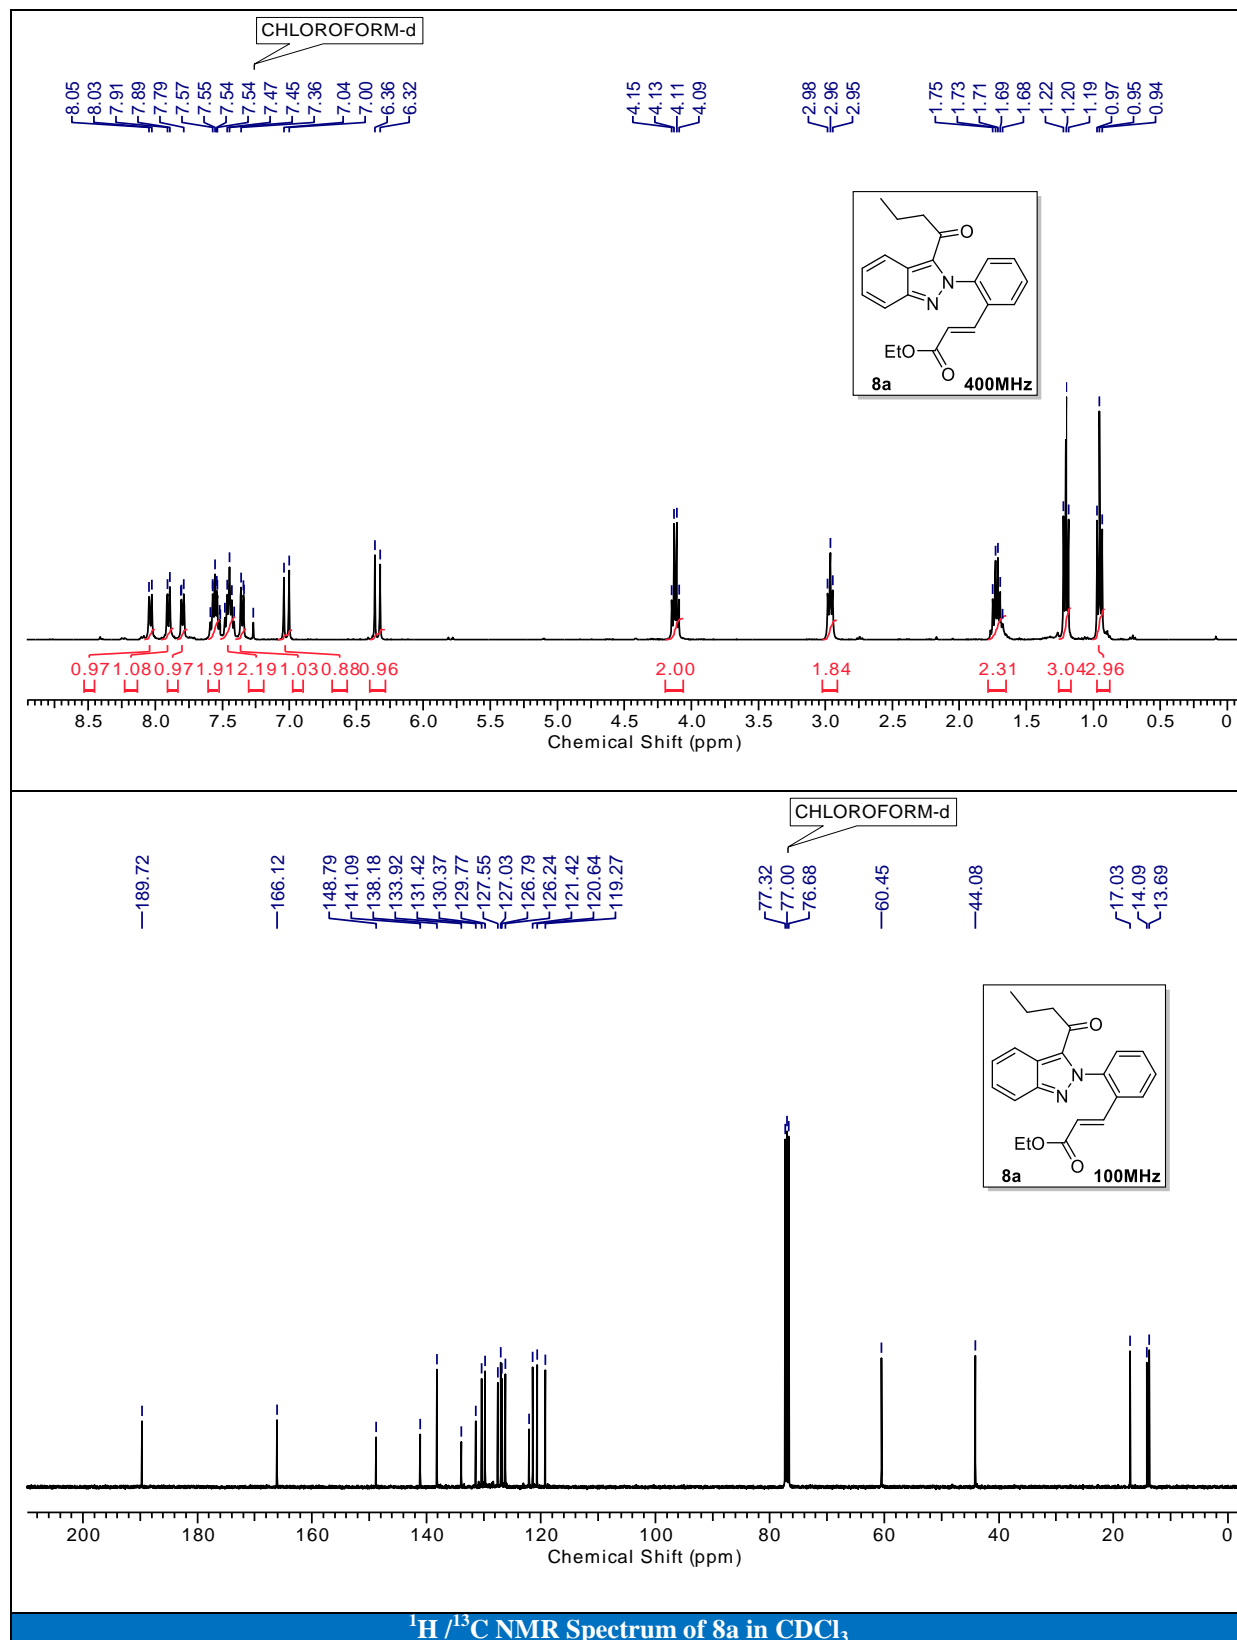 CHLOROFORM-d
8.05 8.03 7.91 7.89 7.79 7.57 7.55 7.54 7.54 7.47 7.45 7.36 7.04 7.00 6.36 6.32 4.15 4.13 4.11 4.09 2.98 2.96 2.95 1.75 1.73 1.71 1.69 1.68 1.22 1.20 1.19 0.97 0.95 0.94
O
N
N
EtO
O
8a 400MHz
0.97 1.08 0.97 1.91 2.19 1.03 0.88 0.96 2.00 1.84 2.31 3.04 2.96
8.5 8.0 7.5 7.0 6.5 6.0 5.5 5.0 4.5 4.0 3.5 3.0 2.5 2.0 1.5 1.0 0.5 0
Chemical Shift (ppm)
CHLOROFORM-d
189.72 166.12 148.79 141.09 138.18 133.92 131.42 130.37 129.77 127.55 127.03 126.79 126.24 121.42 120.64 119.27 77.32 77.00 76.68 60.45 44.08 17.03 14.09 13.69
O
N
N
EtO
O
8a 100MHz
200 180 160 140 120 100 80 60 40 20 0
Chemical Shift (ppm)
¹H /¹³C NMR Spectrum of 8a in CDCl₃